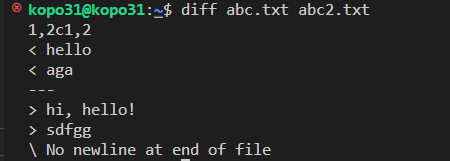 kopo31@kopo31:~$ diff abc.txt abc2.txt
1,2c1,2
< hello
< aga
---
> hi, hello!
> sdfgg
\ No newline at end of file